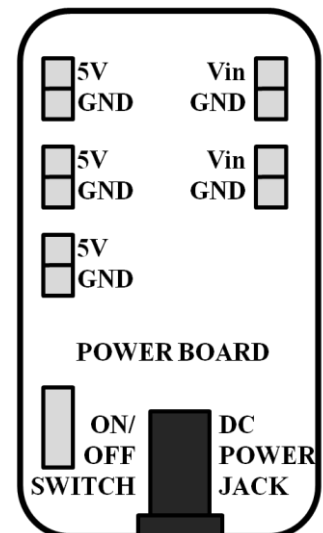 5V Vin
GND GND
5V Vin
GND GND
5V
GND
POWER BOARD
ON/ DC
OFF POWER
SWITCH JACK